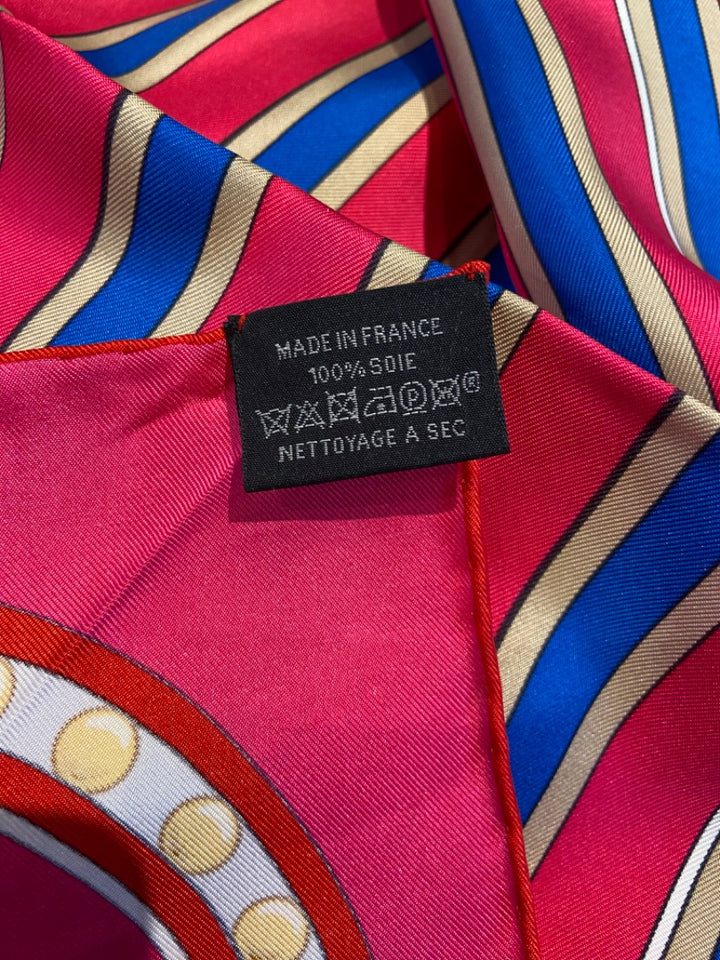 MADE IN FRANCE
100% SOIE
P ®
NETTOYAGE A SEC